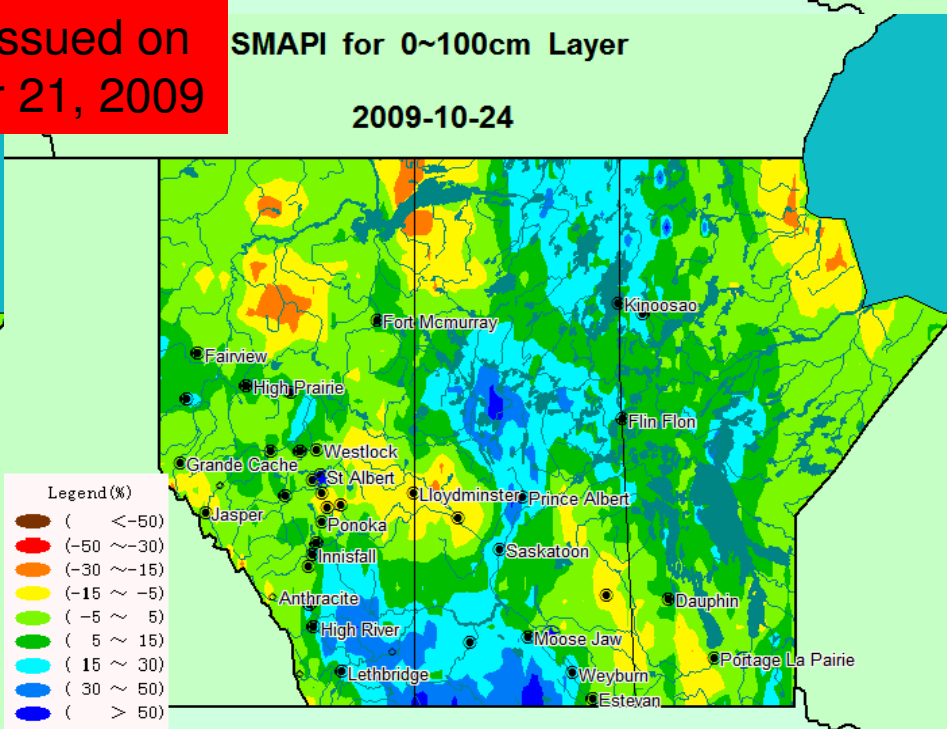 ssued on
21, 2009
SMAPI for 0~100cm Layer
2009-10-24
Kinoosao
Fort Mcmurray
Fairview
High Prairie
Flin Flon
Westlock
Grande Cache
St Albert
Lloydminster
Prince Albert
Jasper
Ponoka
Saskatoon
Innisfall
Anthracite
Dauphin
High River
Moose Jaw
Portage La Pairie
Lethbridge
Weyburn
Estevan
Legend(%)
( <-50)
(-50 ~-30)
(-30 ~-15)
(-15 ~ -5)
( -5 ~ 5)
( 5 ~ 15)
( 15 ~ 30)
( 30 ~ 50)
( > 50)